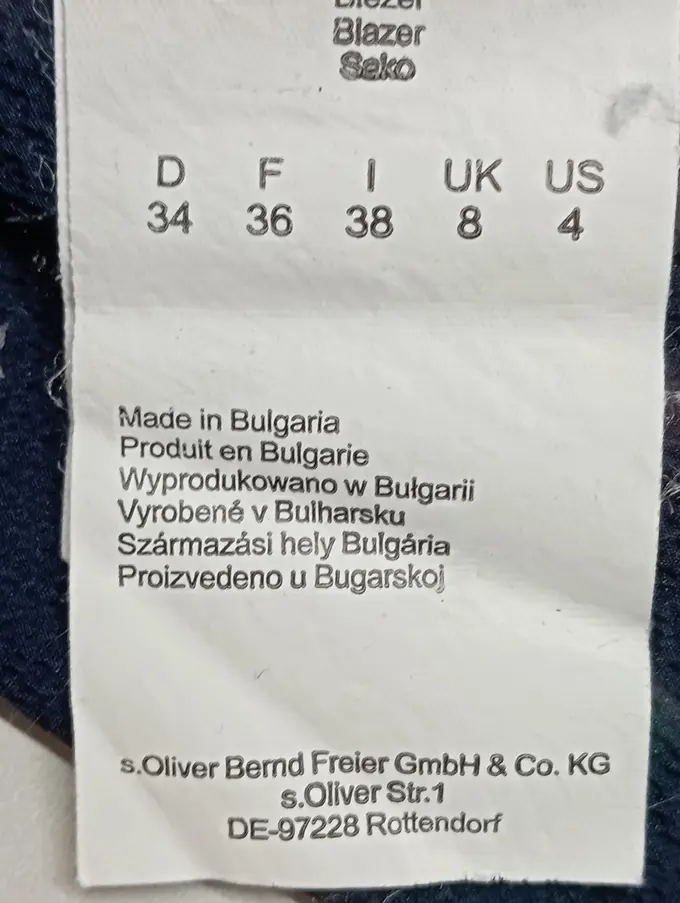 Blazer
Blazer
Sako
D F I UK US
34 36 38 8 4
Made in Bulgaria
Produit en Bulgarie
Wyprodukowano w Bułgarii
Vyrobené v Bulharsku
Származási hely Bulgária
Proizvedeno u Bugarskoj
s.Oliver Bernd Freier GmbH & Co. KG
s.Oliver Str.1
DE-97228 Rottendorf